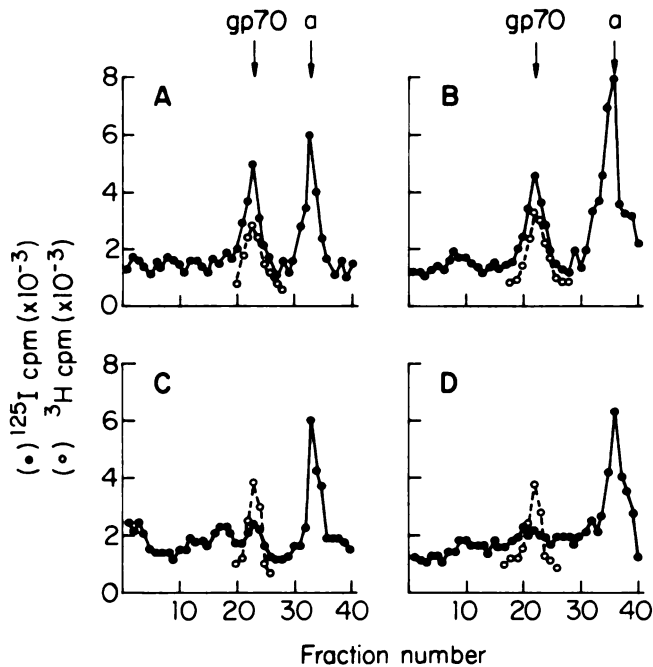 gp70 a gp70 a
A B
8
6
4
2
0
(•) ¹²⁵I cpm (x10⁻³)
(o) ³H cpm (x10⁻³)
C D
8
6
4
2
0
10 20 30 40 10 20 30 40
Fraction number